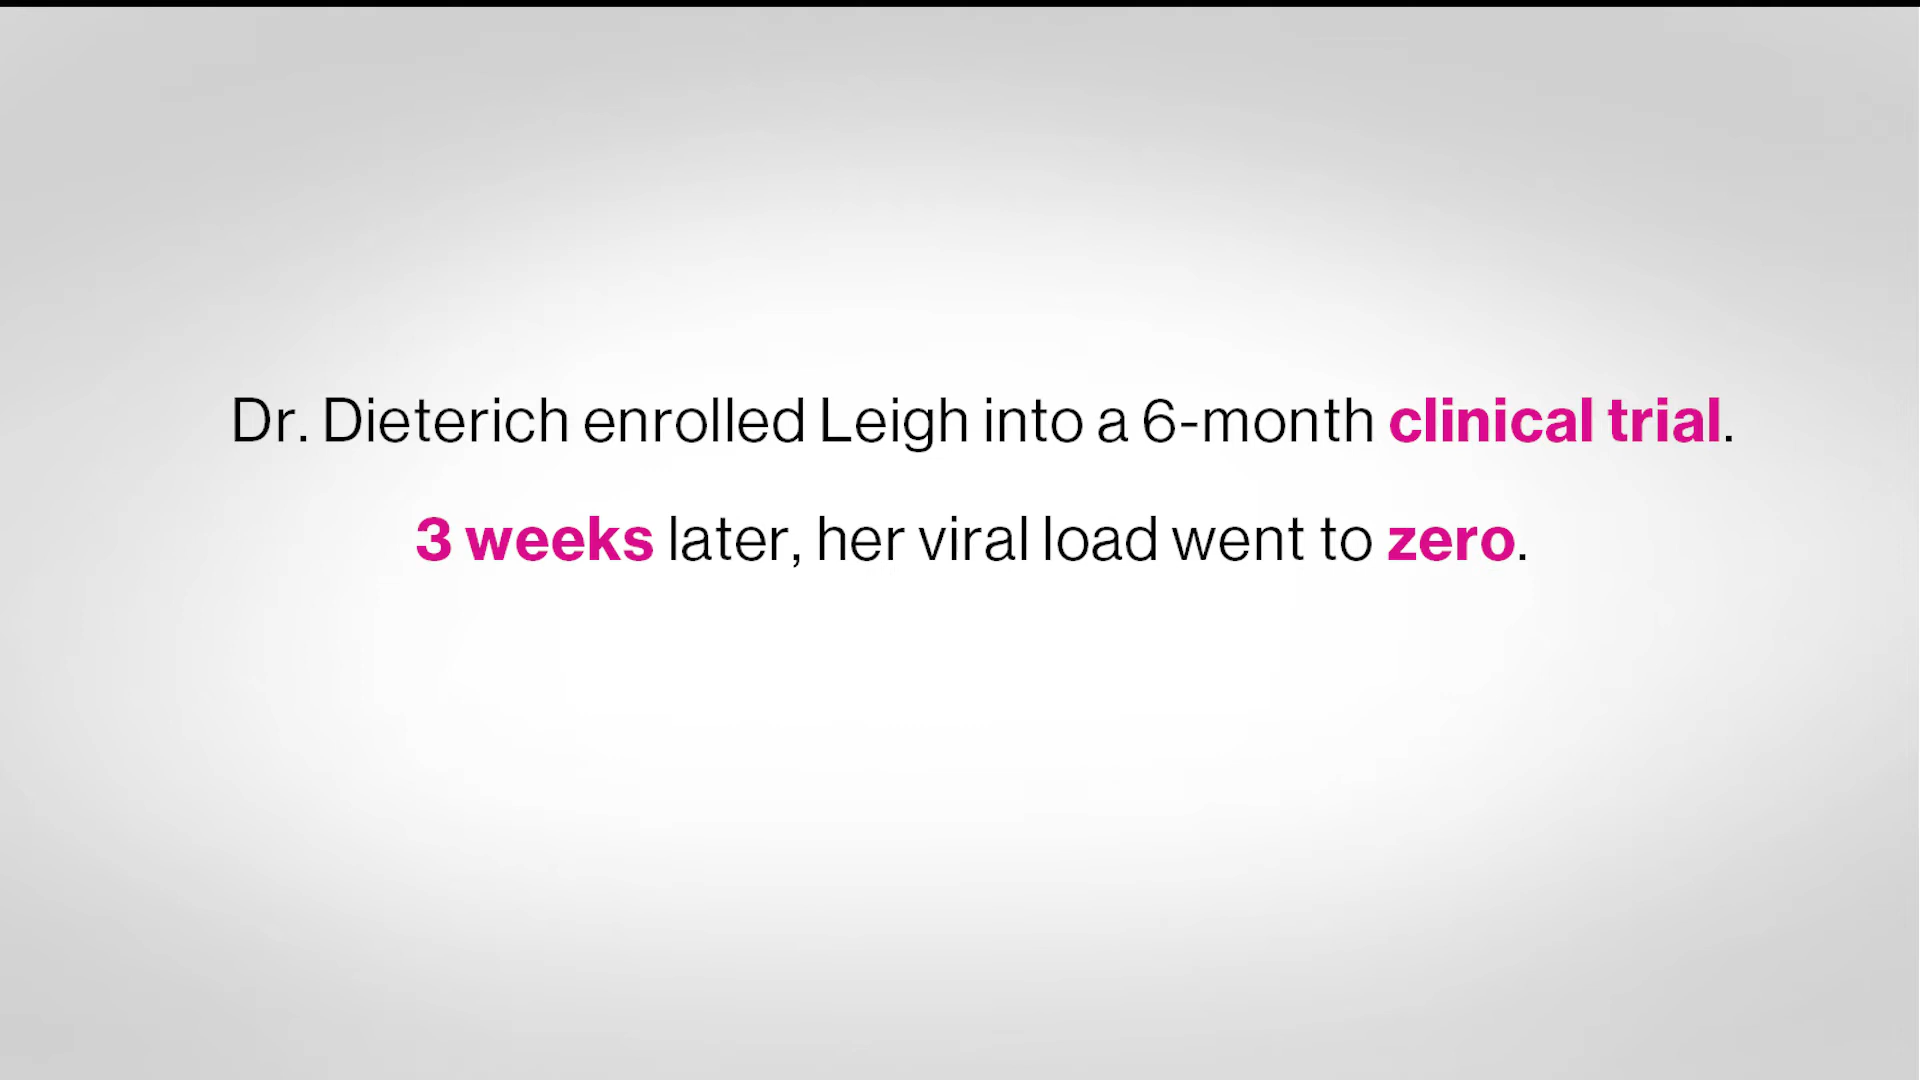 Dr. Dieterich enrolled Leigh into a 6-month clinical trial.
3 weeks later, her viral load went to zero.